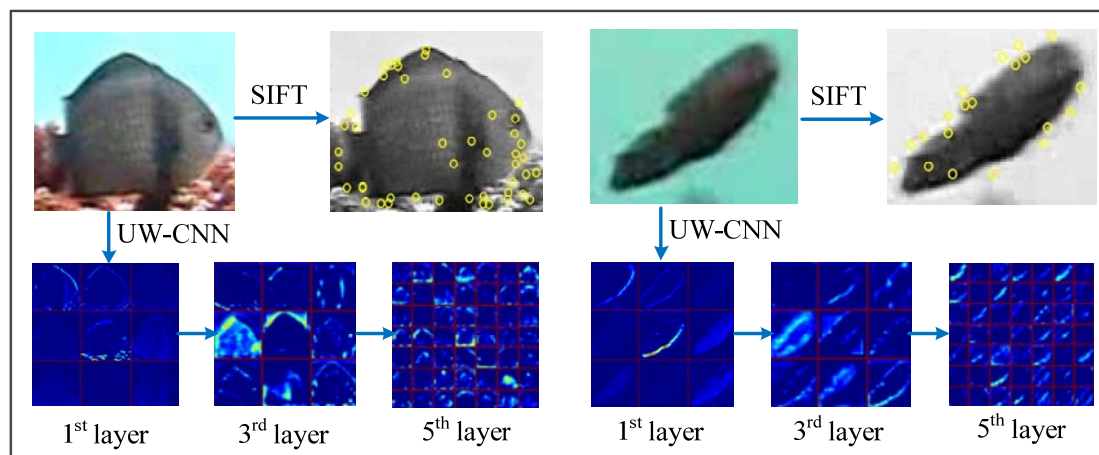 SIFT
SIFT
UW-CNN
UW-CNN
1st layer
3rd layer
5th layer
1st layer
3rd layer
5th layer